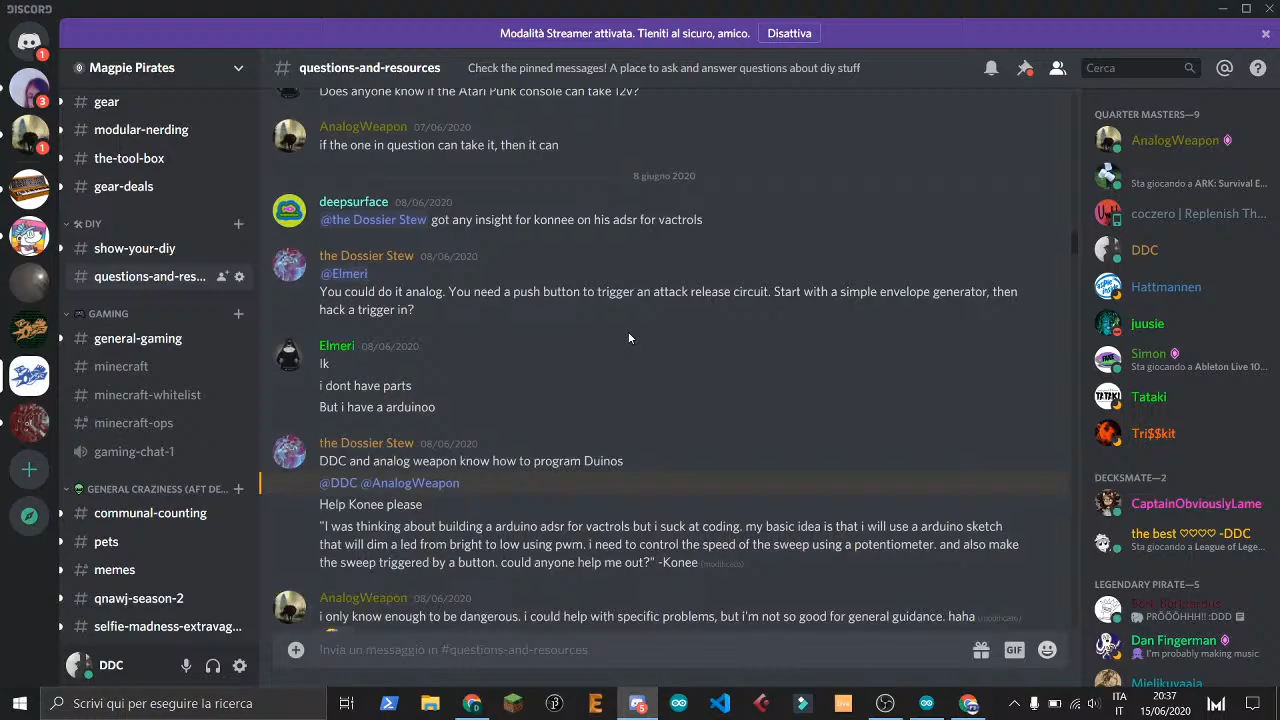 DISCORD
Modalità Streamer attivata. Tieniti al sicuro, amico.
Disattiva
1
3
1
Magpie Pirates
gear
modular-nerding
the-tool-box
gear-deals
DIY
show-your-diy
questions-and-res...
GAMING
general-gaming
minecraft
minecraft-whitelist
minecraft-ops
gaming-chat-1
GENERAL CRAZINESS (AFT DE...
communal-counting
pets
memes
qnawj-season-2
selfie-madness-extravag...
DDC
questions-and-resources
Check the pinned messages! A place to ask and answer questions about diy stuff
Cerca
Does anyone know if the Atari Punk console can take 12v?
AnalogWeapon 07/06/2020
if the one in question can take it, then it can
8 giugno 2020
deepsurface 08/06/2020
@the Dossier Stew got any insight for konnee on his adsr for vactrols
the Dossier Stew 08/06/2020
@Elmeri
You could do it analog. You need a push button to trigger an attack release circuit. Start with a simple envelope generator, then
hack a trigger in?
Elmeri 08/06/2020
Ik
i dont have parts
But i have a arduinoo
the Dossier Stew 08/06/2020
DDC and analog weapon know how to program Duinos
@DDC @AnalogWeapon
Help Konee please
"I was thinking about building a arduino adsr for vactrols but i suck at coding. my basic idea is that i will use a arduino sketch
that will dim a led from bright to low using pwm. i need to control the speed of the sweep using a potentiometer. and also make
the sweep triggered by a button. could anyone help me out?" -Konee (modificato)
AnalogWeapon 08/06/2020
i only know enough to be dangerous. i could help with specific problems, but i'm not so good for general guidance. haha (modificato)
Invia un messaggio in #questions-and-resources
GIF
QUARTER MASTERS—9
AnalogWeapon
Sta giocando a ARK: Survival E...
coczero | Replenish Th...
DDC
Hattmannen
juusie
Simon
Sta giocando a Ableton Live 10...
Tataki
Tri$$kit
DECKSMATE—2
CaptainObviouslyLame
the best ♡♡♡♡ -DDC
Sta giocando a League of Lege...
LEGENDARY PIRATE—5
PRÖÖÖHHH!! :DDD
Dan Fingerman
I'm probably making music
Mielikuvaaja
Scrivi qui per eseguire la ricerca
5
live
ITA
20:37
15/06/2020